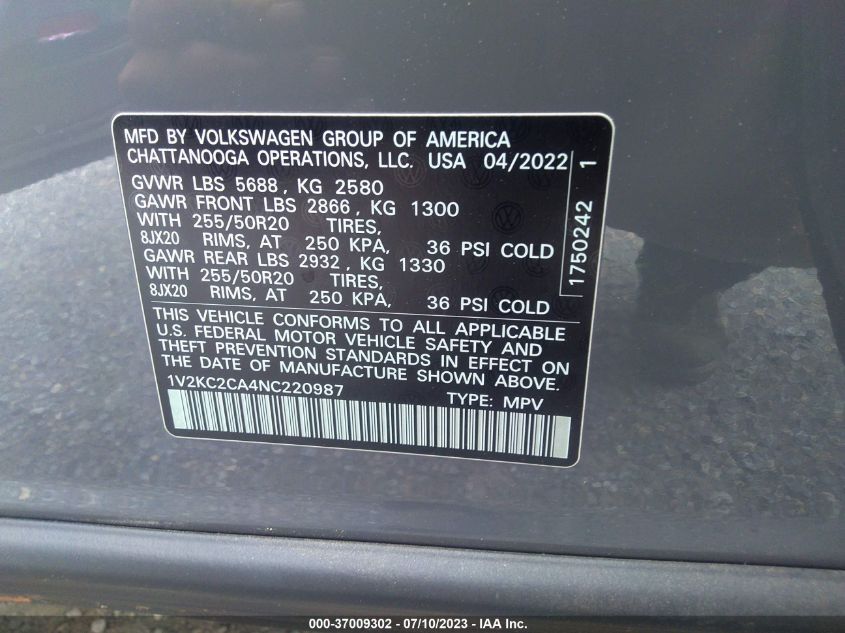 MFD BY VOLKSWAGEN GROUP OF AMERICA
CHATTANOOGA OPERATIONS, LLC. USA 04/2022
GVWR LBS 5688, KG 2580
GAWR FRONT LBS 2866, KG 1300
WITH 255/50R20 TIRES,
8JX20 RIMS, AT 250 KPA, 36 PSI COLD
GAWR REAR LBS 2932, KG 1330
WITH 255/50R20 TIRES,
8JX20 RIMS, AT 250 KPA, 36 PSI COLD
THIS VEHICLE CONFORMS TO ALL APPLICABLE
U.S. FEDERAL MOTOR VEHICLE SAFETY AND
THEFT PREVENTION STANDARDS IN EFFECT ON
THE DATE OF MANUFACTURE SHOWN ABOVE.
1V2KC2CA4NC220987 TYPE: MPV
1750242 1
000-37009302 - 07/10/2023 - IAA Inc.